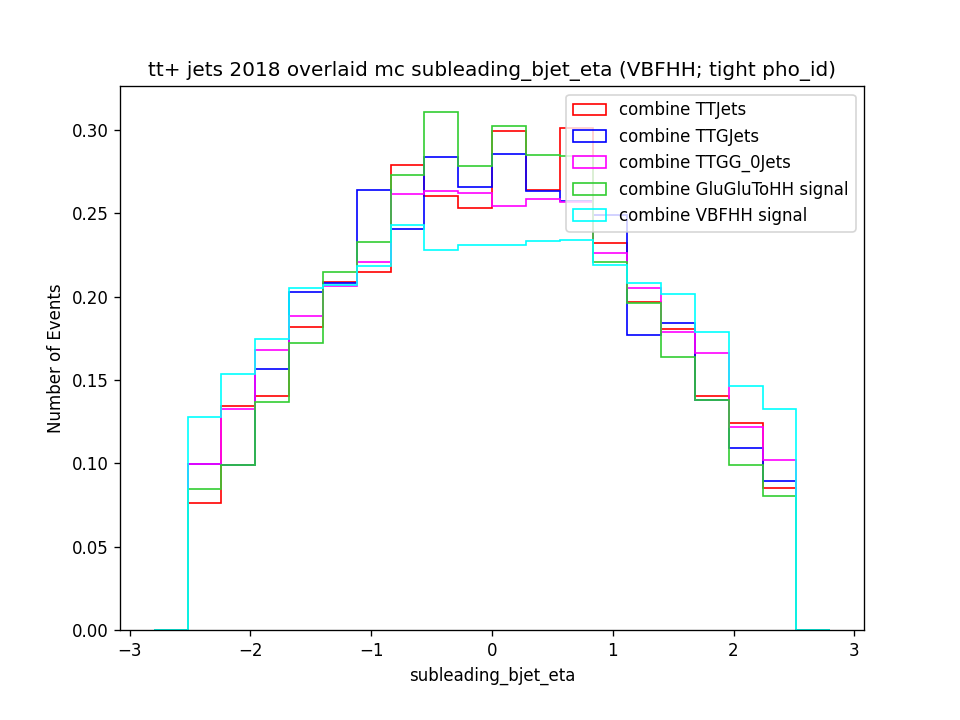 tt+ jets 2018 overlaid mc subleading_bjet_eta (VBFHH; tight pho_id)
combine TTJets
combine TTGJets
combine TTGG_0Jets
combine GluGluToHH signal
combine VBFHH signal
Number of Events
0.30
0.25
0.20
0.15
0.10
0.05
0.00
−3
−2
−1
0
1
2
3
subleading_bjet_eta